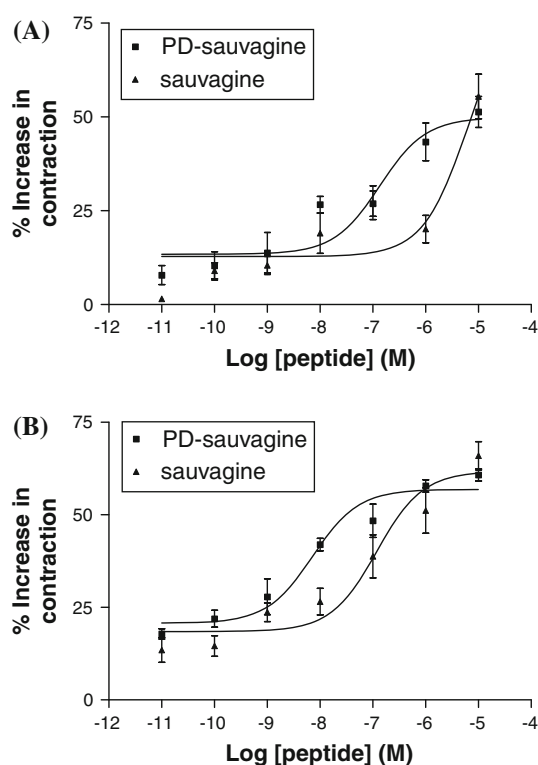 (A)
PD-sauvagine
sauvagine
% Increase in
contraction
75
50
25
0
-12 -11 -10 -9 -8 -7 -6 -5 -4
Log [peptide] (M)
(B)
PD-sauvagine
sauvagine
% Increase in
contraction
75
50
25
0
-12 -11 -10 -9 -8 -7 -6 -5 -4
Log [peptide] (M)